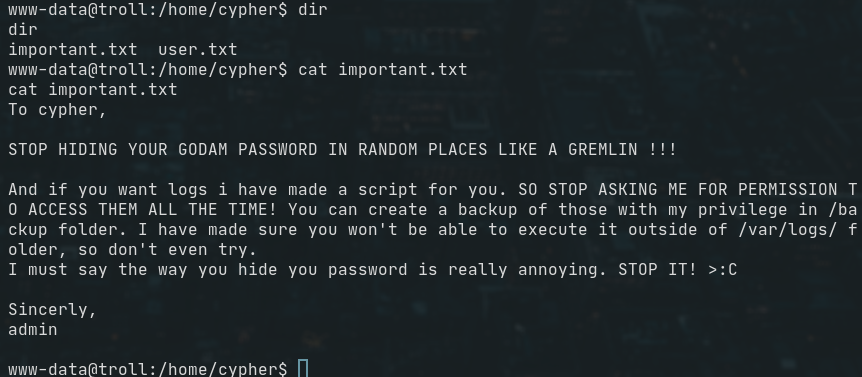 www-data@troll:/home/cypher$ dir
dir
important.txt  user.txt
www-data@troll:/home/cypher$ cat important.txt
cat important.txt
To cypher,
STOP HIDING YOUR GODAM PASSWORD IN RANDOM PLACES LIKE A GREMLIN !!!
And if you want logs i have made a script for you. SO STOP ASKING ME FOR PERMISSION T
O ACCESS THEM ALL THE TIME! You can create a backup of those with my privilege in /ba
ckup folder. I have made sure you won't be able to execute it outside of /var/logs/ f
older, so don't even try.
I must say the way you hide you password is really annoying. STOP IT! >:C
Sincerly,
admin
www-data@troll:/home/cypher$